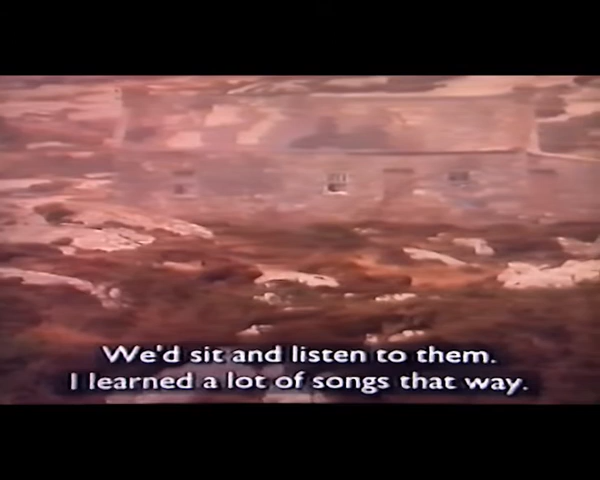 We'd sit and listen to them.
I learned a lot of songs that way.